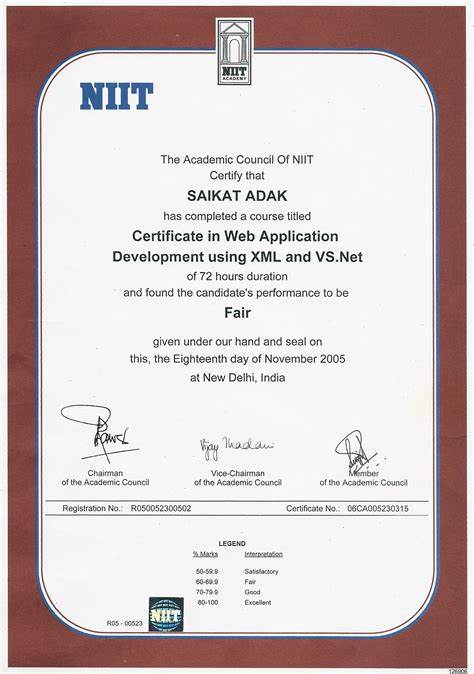 NIIT
ACADEMY
NIIT
The Academic Council Of NIIT
Certify that
SAIKAT ADAK
has completed a course titled
Certificate in Web Application
Development using XML and VS.Net
of 72 hours duration
and found the candidate's performance to be
Fair
given under our hand and seal on
this, the Eighteenth day of November 2005
at New Delhi, India
Vijay Thadani
Chairman Vice-Chairman Member
of the Academic Council of the Academic Council of the Academic Council
Registration No.: R050052300502 Certificate No.: 06CA005230315
LEGEND
% Marks Interpretation
50-59.9 Satisfactory
60-69.9 Fair
70-79.9 Good
80-100 Excellent
R05 - 00523 NIIT
126906